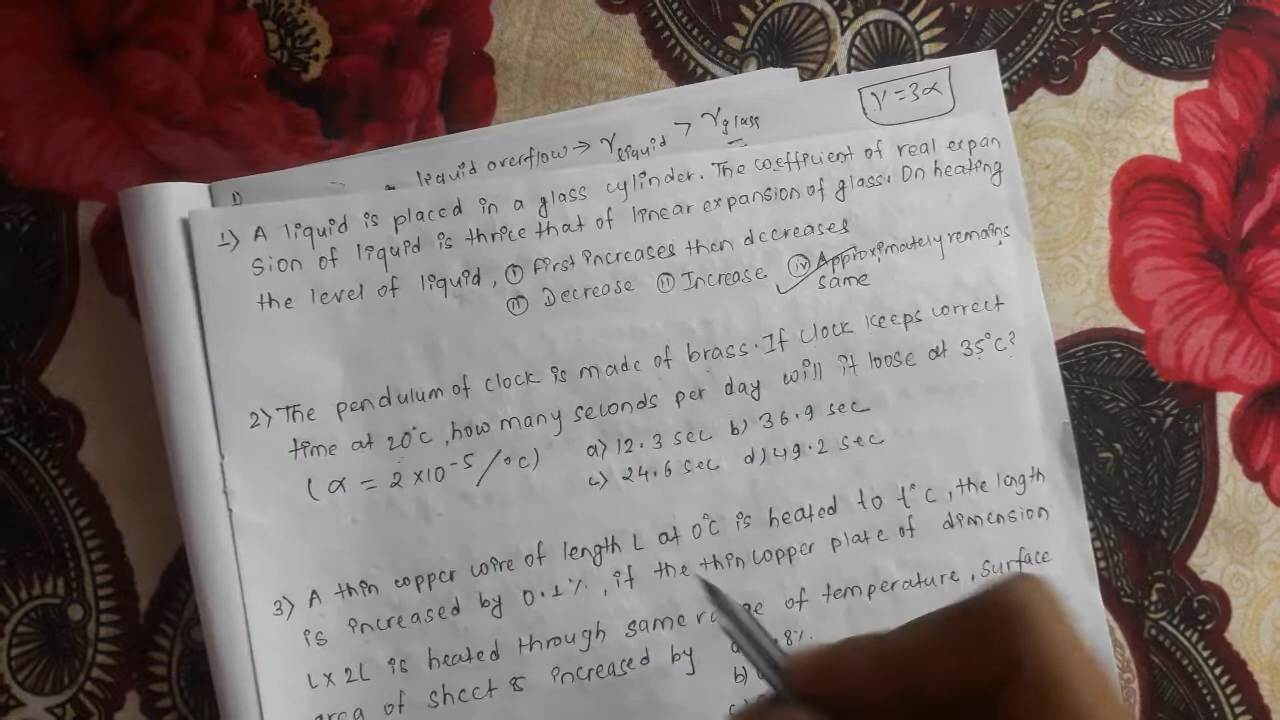 γ = 3α
liquid overflow → γliquid > γglass
1) A liquid is placed in a glass cylinder. The coefficient of real expan
sion of liquid is thrice that of linear expansion of glass. On heating
the level of liquid, (i) First increases then decreases
(iii) Decrease (ii) Increase (iv) Approximately remains
same
2) The pendulum of clock is made of brass. If clock keeps correct
time at 20°c, how many seconds per day will it loose at 35°c?
(α = 2 × 10⁻⁵ /°c) a) 12.3 sec b) 36.9 sec
c) 24.6 sec d) 49.2 sec
3) A thin copper wire of length L at 0°c is heated to t°c, the length
is increased by 0.1%, if the thin copper plate of dimension
L x 2L is heated through same of temperature, surface
area of sheet is increased by
8%.
b)